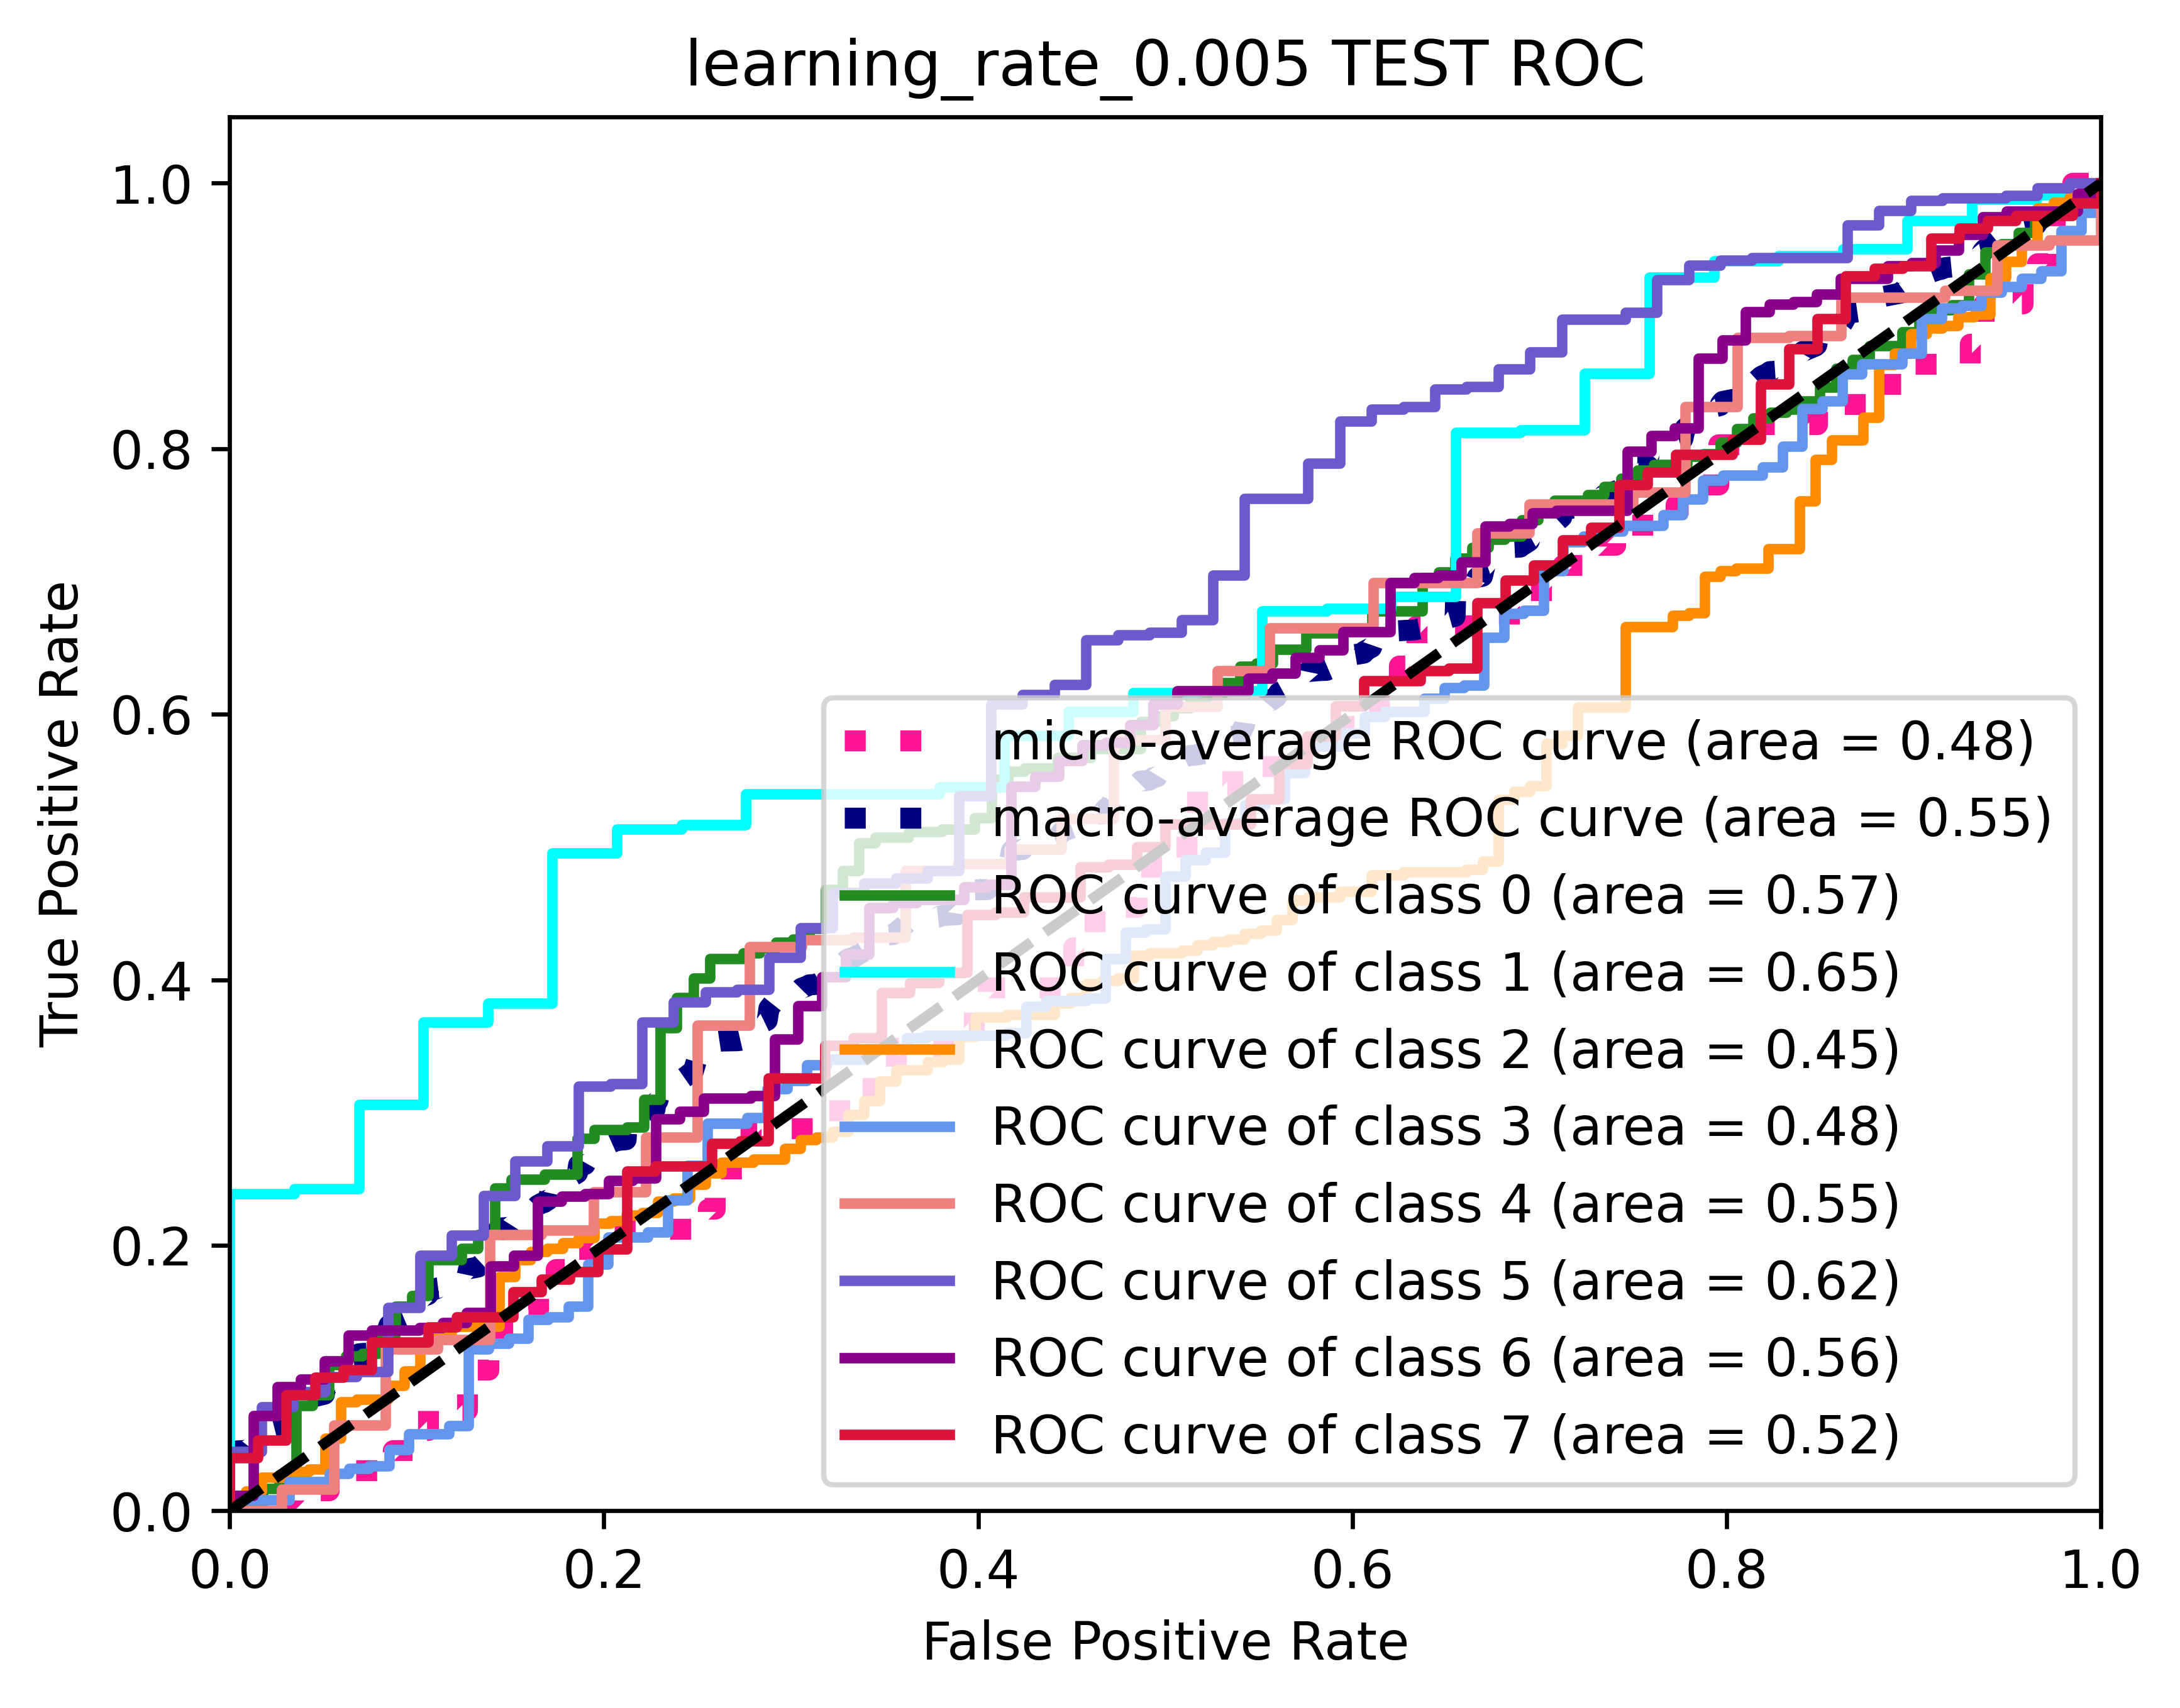 learning_rate_0.005 TEST ROC
True Positive Rate
1.0
0.8
0.6
0.4
0.2
0.0
micro-average ROC curve (area = 0.48)
macro-average ROC curve (area = 0.55)
ROC curve of class 0 (area = 0.57)
ROC curve of class 1 (area = 0.65)
ROC curve of class 2 (area = 0.45)
ROC curve of class 3 (area = 0.48)
ROC curve of class 4 (area = 0.55)
ROC curve of class 5 (area = 0.62)
ROC curve of class 6 (area = 0.56)
ROC curve of class 7 (area = 0.52)
0.0 0.2 0.4 0.6 0.8 1.0
False Positive Rate